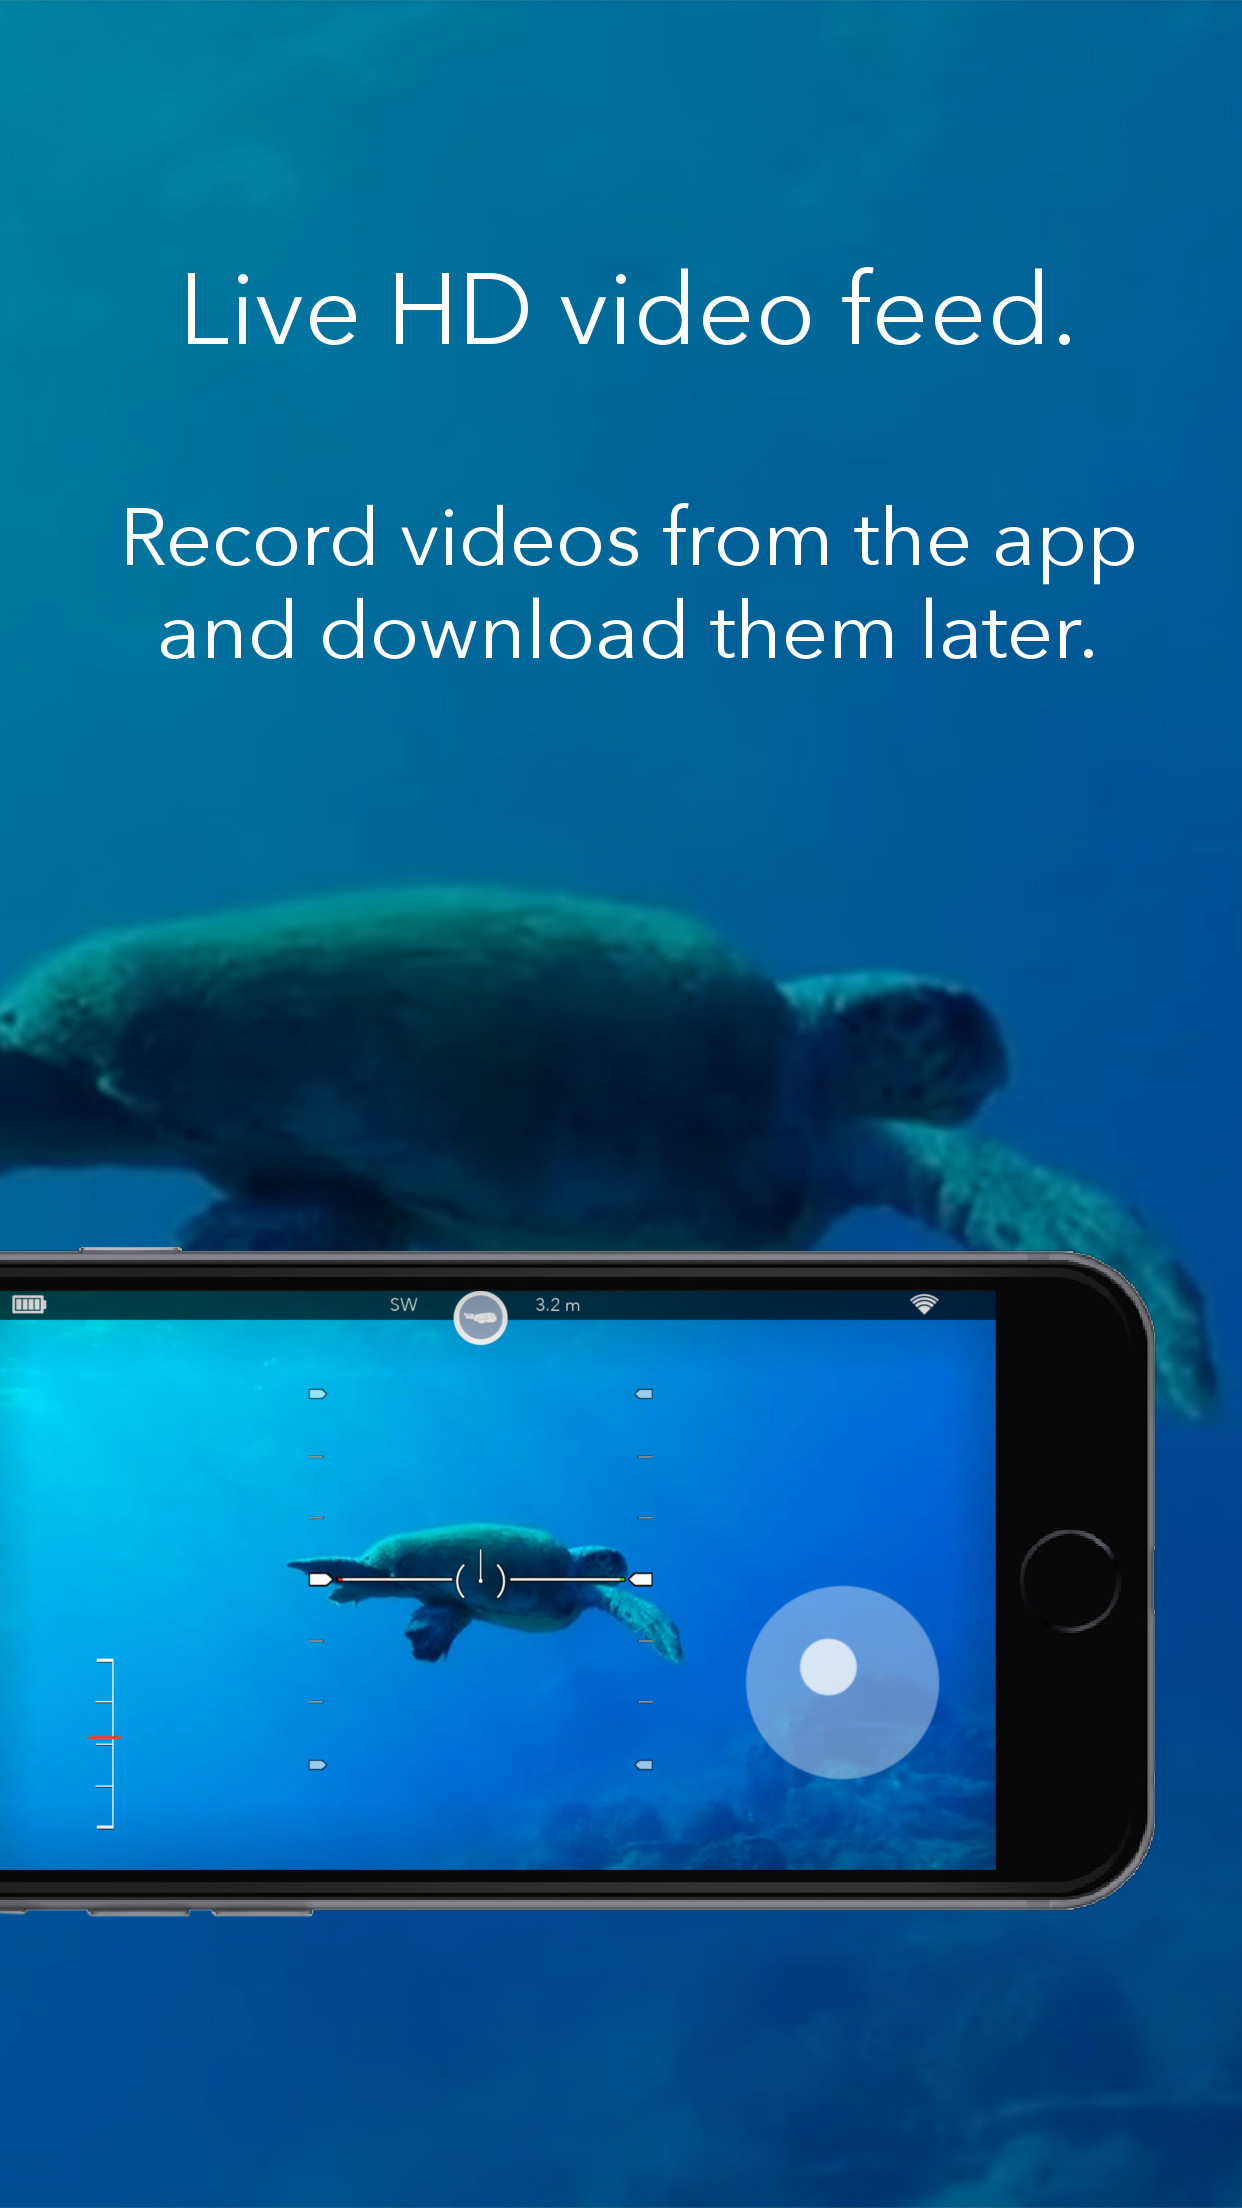 Live HD video feed.
Record videos from the app
and download them later.
SW 3.2 m